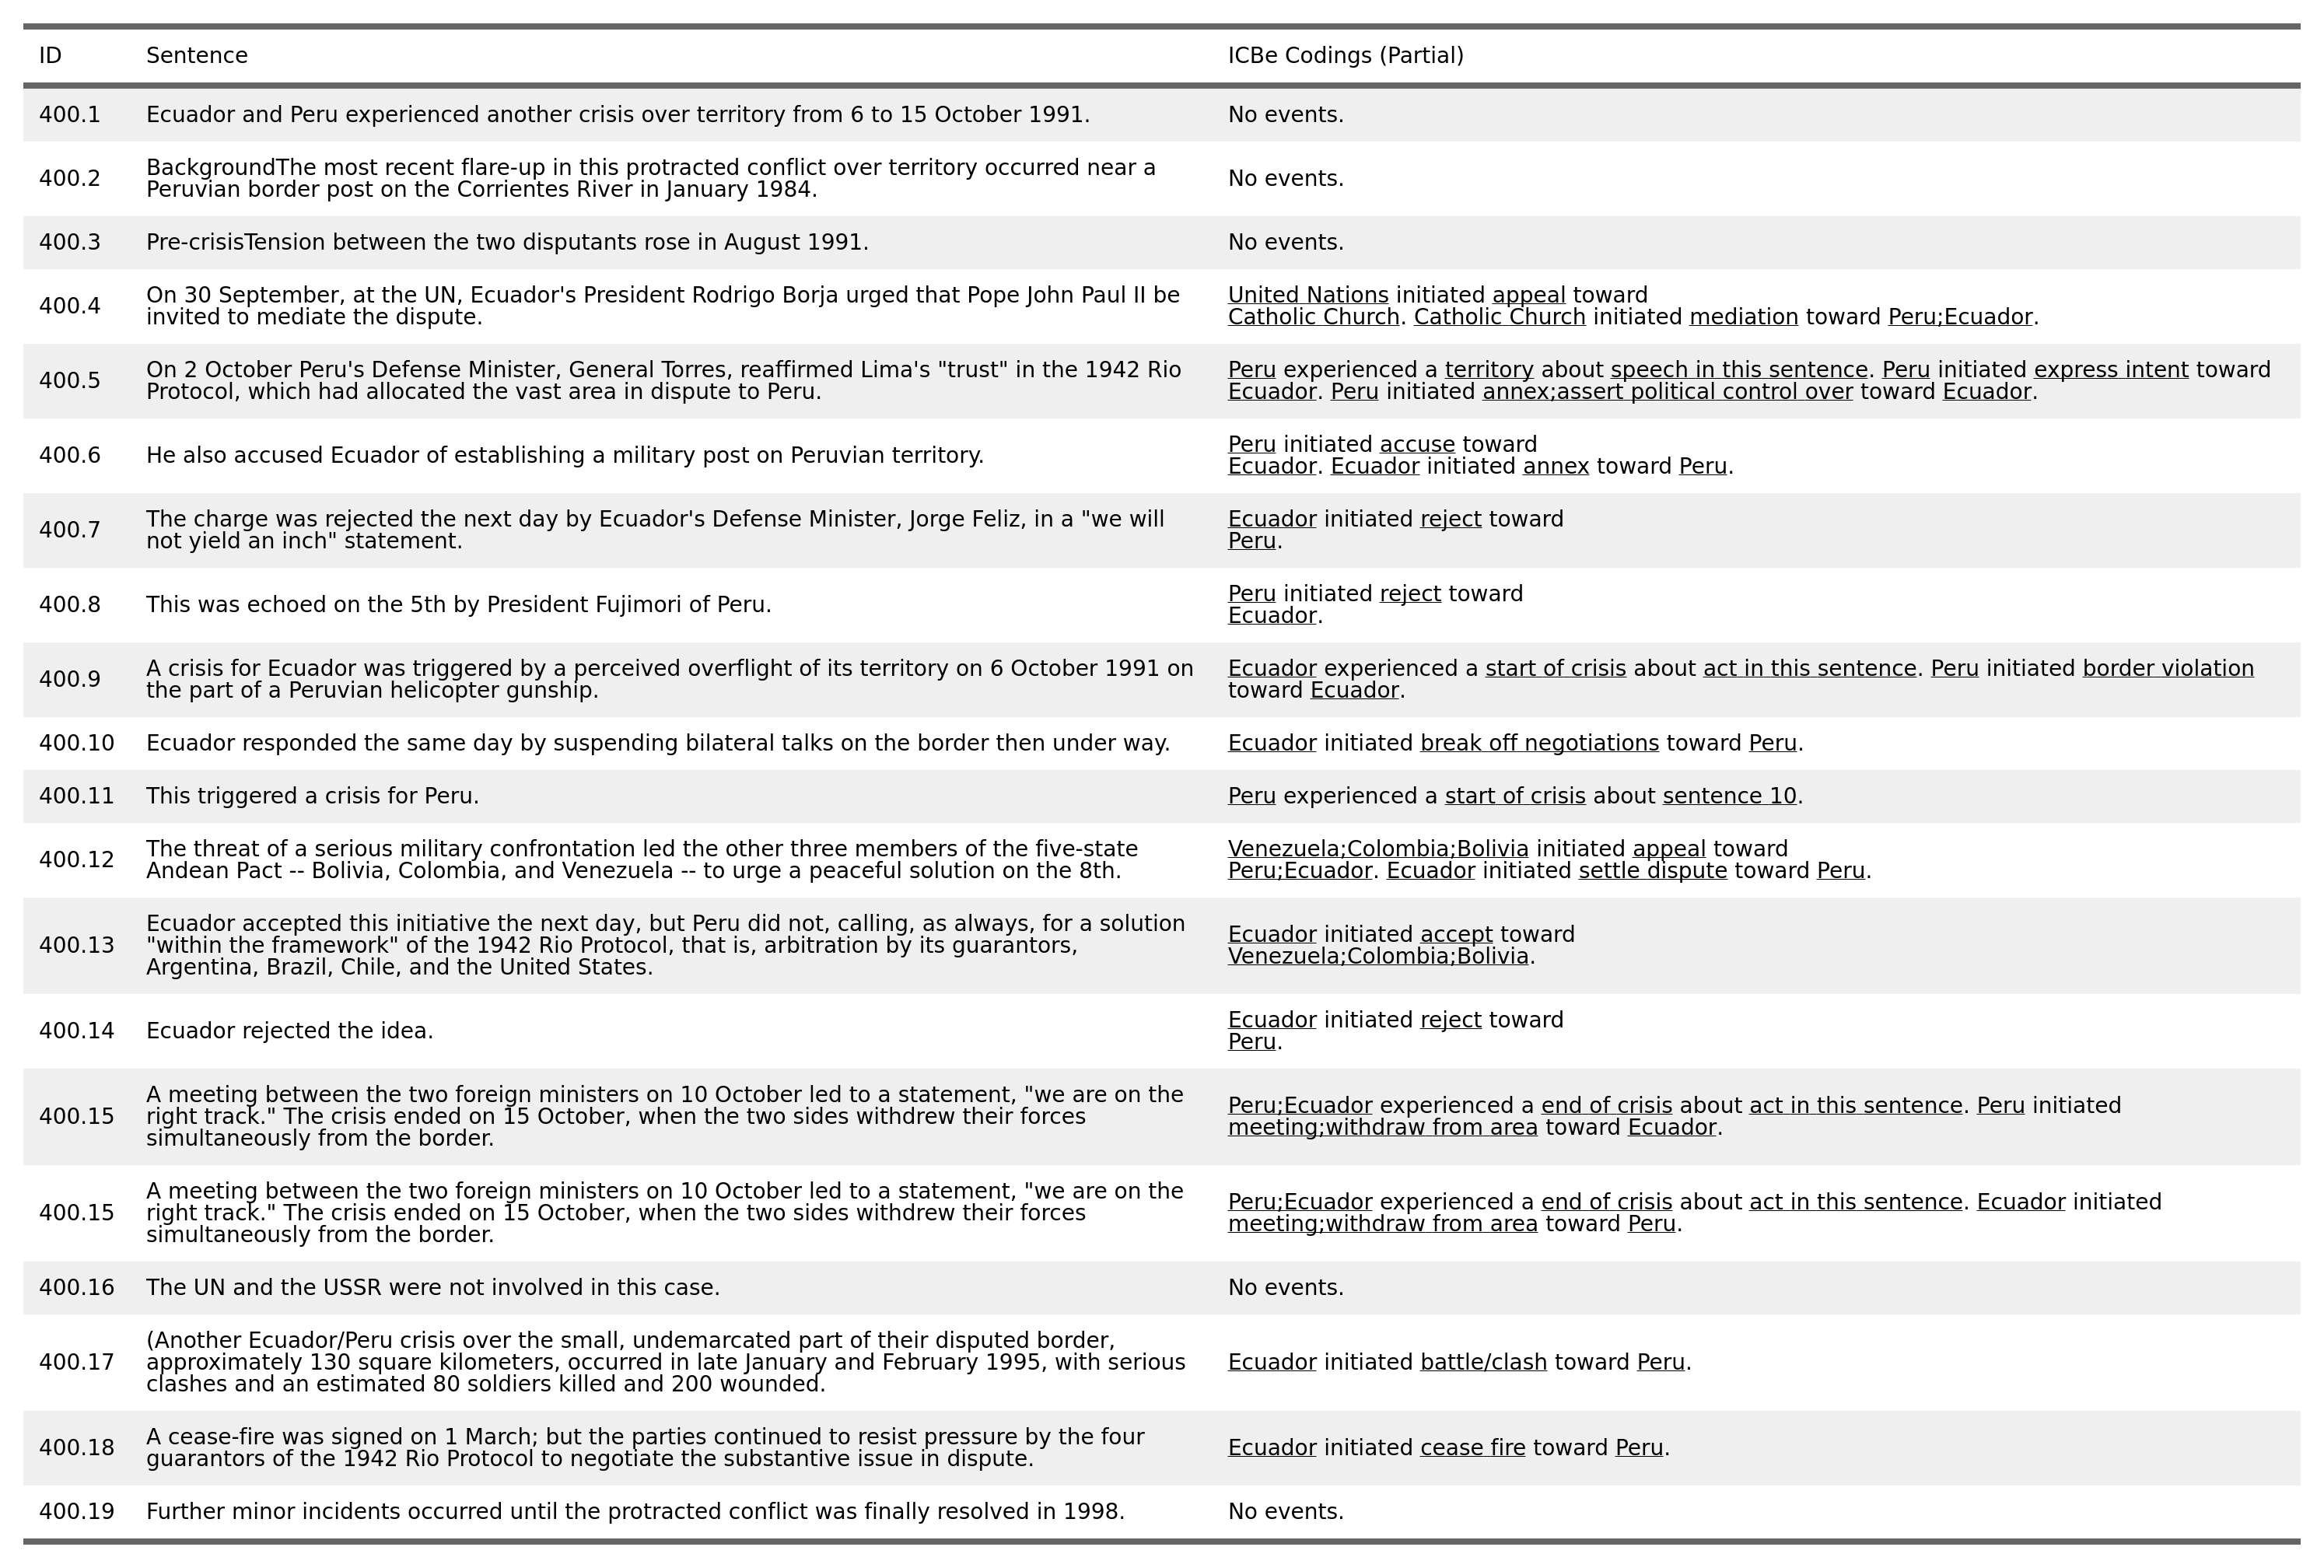 ID Sentence ICBe Codings (Partial)
400.1 Ecuador and Peru experienced another crisis over territory from 6 to 15 October 1991. No events.
400.2 BackgroundThe most recent flare-up in this protracted conflict over territory occurred near a
Peruvian border post on the Corrientes River in January 1984. No events.
400.3 Pre-crisisTension between the two disputants rose in August 1991. No events.
400.4 On 30 September, at the UN, Ecuador's President Rodrigo Borja urged that Pope John Paul II be
invited to mediate the dispute.
United Nations initiated appeal toward
Catholic Church. Catholic Church initiated mediation toward Peru;Ecuador.
400.5 On 2 October Peru's Defense Minister, General Torres, reaffirmed Lima's "trust" in the 1942 Rio
Protocol, which had allocated the vast area in dispute to Peru.
Peru experienced a territory about speech in this sentence. Peru initiated express intent toward
Ecuador. Peru initiated annex;assert political control over toward Ecuador.
400.6 He also accused Ecuador of establishing a military post on Peruvian territory.
Peru initiated accuse toward
Ecuador. Ecuador initiated annex toward Peru.
400.7 The charge was rejected the next day by Ecuador's Defense Minister, Jorge Feliz, in a "we will
not yield an inch" statement.
Ecuador initiated reject toward
Peru.
400.8 This was echoed on the 5th by President Fujimori of Peru.
Peru initiated reject toward
Ecuador.
400.9 A crisis for Ecuador was triggered by a perceived overflight of its territory on 6 October 1991 on
the part of a Peruvian helicopter gunship.
Ecuador experienced a start of crisis about act in this sentence. Peru initiated border violation
toward Ecuador.
400.10 Ecuador responded the same day by suspending bilateral talks on the border then under way. Ecuador initiated break off negotiations toward Peru.
400.11 This triggered a crisis for Peru. Peru experienced a start of crisis about sentence 10.
400.12 The threat of a serious military confrontation led the other three members of the five-state
Andean Pact -- Bolivia, Colombia, and Venezuela -- to urge a peaceful solution on the 8th.
Venezuela;Colombia;Bolivia initiated appeal toward
Peru;Ecuador. Ecuador initiated settle dispute toward Peru.
400.13 Ecuador accepted this initiative the next day, but Peru did not, calling, as always, for a solution
"within the framework" of the 1942 Rio Protocol, that is, arbitration by its guarantors,
Argentina, Brazil, Chile, and the United States.
Ecuador initiated accept toward
Venezuela;Colombia;Bolivia.
400.14 Ecuador rejected the idea.
Ecuador initiated reject toward
Peru.
400.15 A meeting between the two foreign ministers on 10 October led to a statement, "we are on the
right track." The crisis ended on 15 October, when the two sides withdrew their forces
simultaneously from the border.
Peru;Ecuador experienced a end of crisis about act in this sentence. Peru initiated
meeting;withdraw from area toward Ecuador.
400.15 A meeting between the two foreign ministers on 10 October led to a statement, "we are on the
right track." The crisis ended on 15 October, when the two sides withdrew their forces
simultaneously from the border.
Peru;Ecuador experienced a end of crisis about act in this sentence. Ecuador initiated
meeting;withdraw from area toward Peru.
400.16 The UN and the USSR were not involved in this case. No events.
400.17 (Another Ecuador/Peru crisis over the small, undemarcated part of their disputed border,
approximately 130 square kilometers, occurred in late January and February 1995, with serious
clashes and an estimated 80 soldiers killed and 200 wounded.
Ecuador initiated battle/clash toward Peru.
400.18 A cease-fire was signed on 1 March; but the parties continued to resist pressure by the four
guarantors of the 1942 Rio Protocol to negotiate the substantive issue in dispute.
Ecuador initiated cease fire toward Peru.
400.19 Further minor incidents occurred until the protracted conflict was finally resolved in 1998. No events.